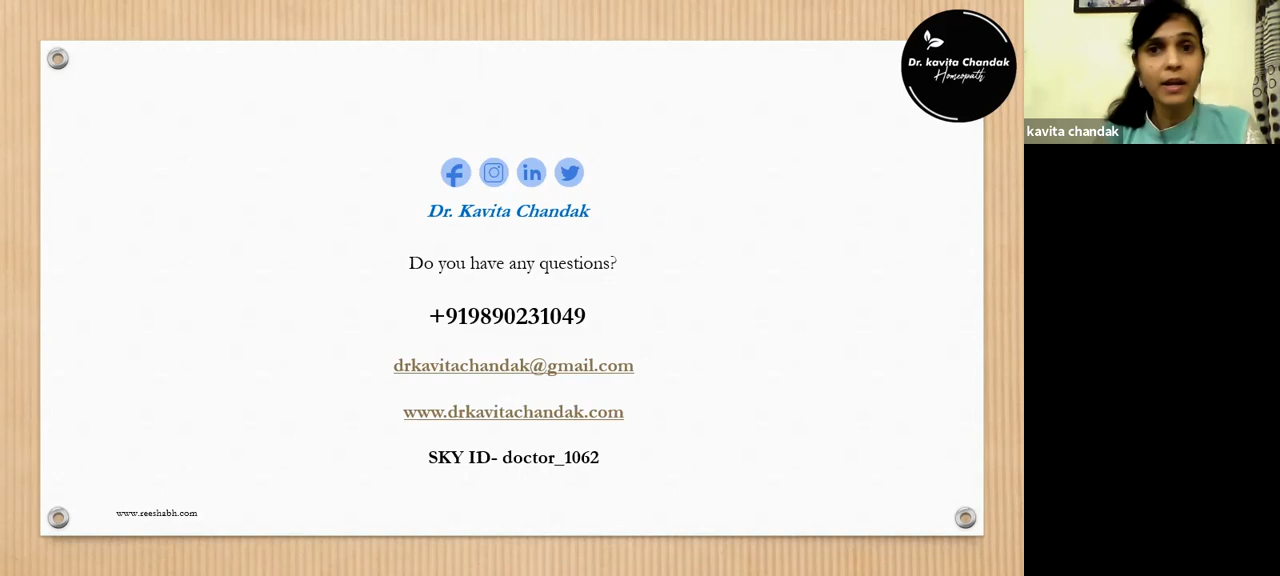 Dr. kavita Chandak
Homeopath
kavita chandak
Dr. Kavita Chandak
Do you have any questions?
+919890231049
drkavitachandak@gmail.com
www.drkavitachandak.com
SKY ID- doctor_1062
www.reeshabh.com